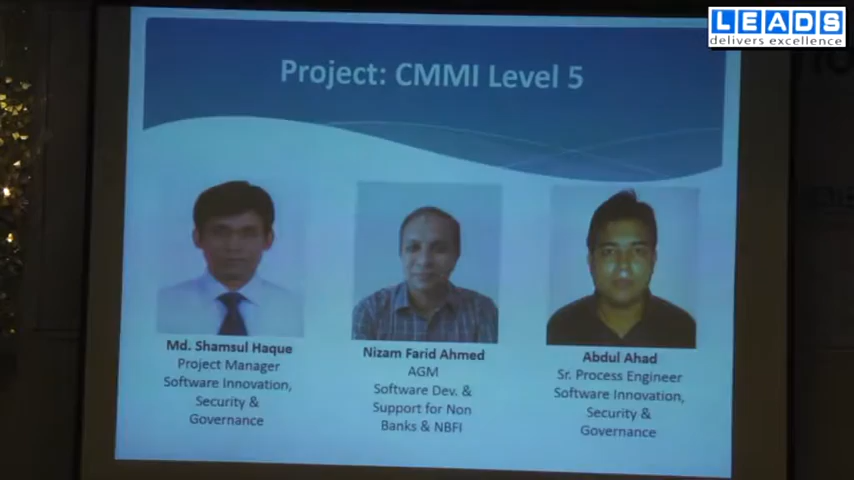 LEADS
delivers excellence
Project: CMMI Level 5
Md. Shamsul Haque
Project Manager
Software Innovation,
Security &
Governance
Nizam Farid Ahmed
AGM
Software Dev. &
Support for Non
Banks & NBFI
Abdul Ahad
Sr. Process Engineer
Software Innovation,
Security &
Governance